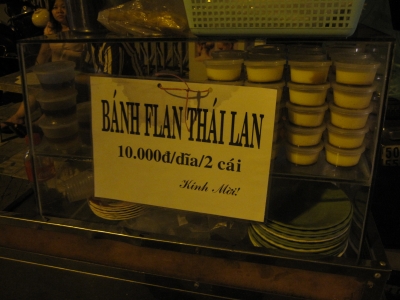 BÁNH FLAN THÁI LAN
10.000đ/dĩa/2 cái
Kính Mời!